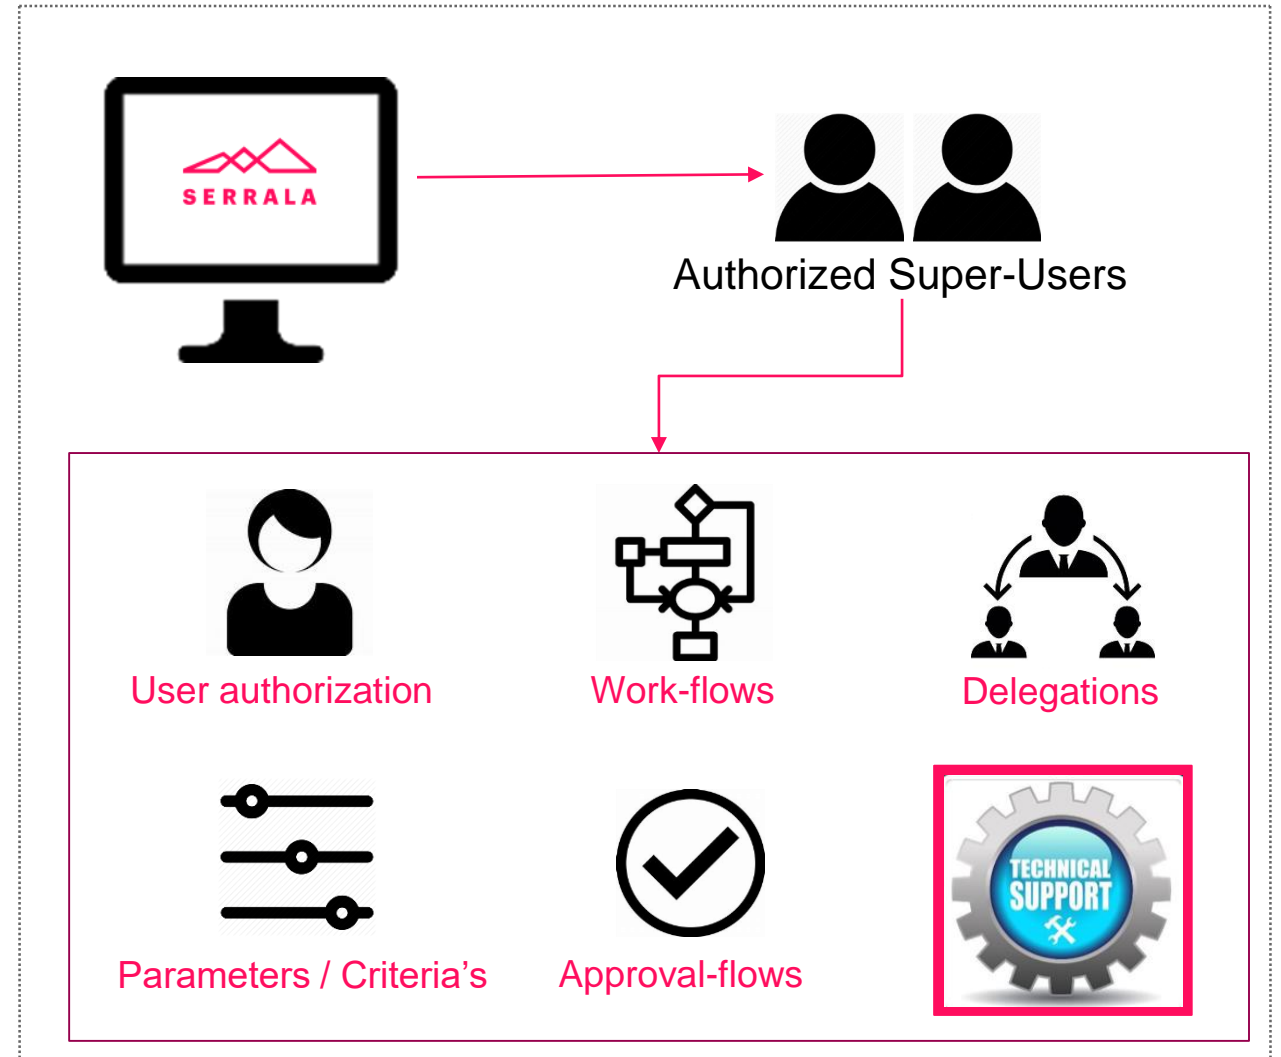 SERRALA
Authorized Super-Users
User authorization
Work-flows
Delegations
Parameters / Criteria’s
Approval-flows
TECHNICAL
SUPPORT